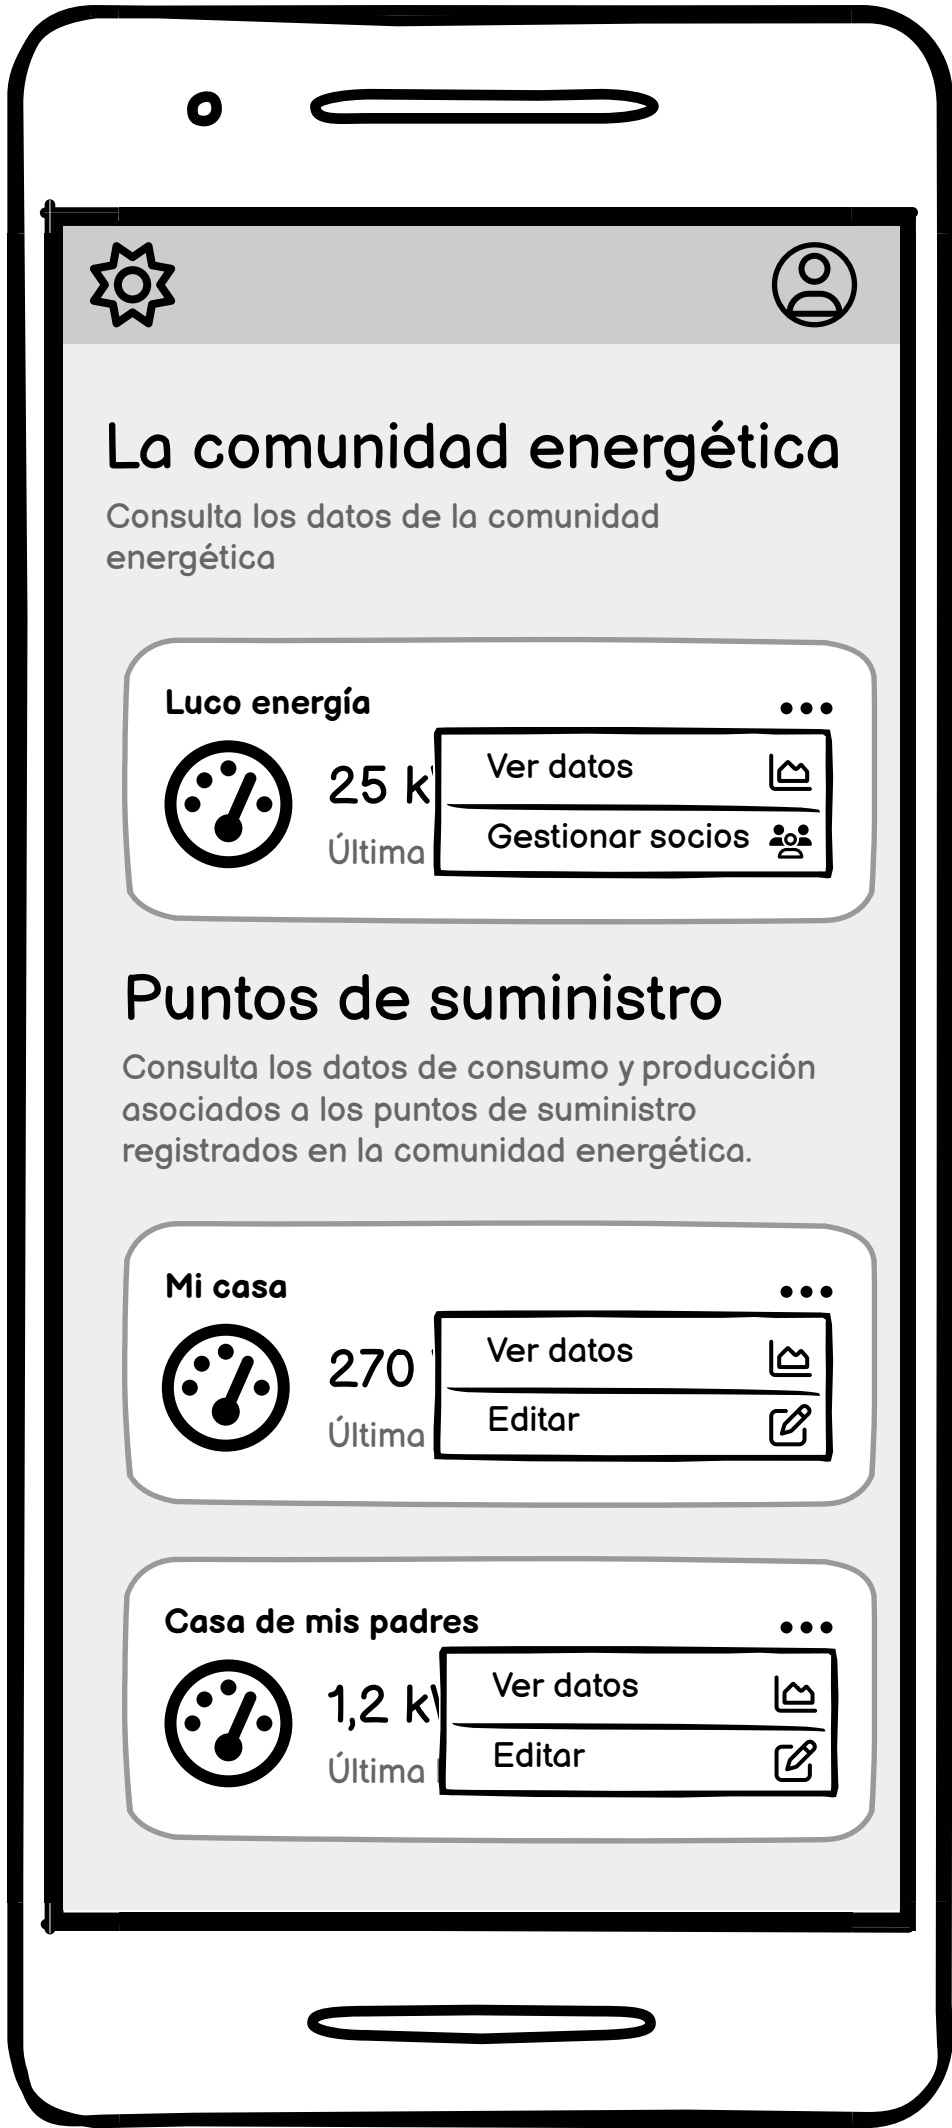 La comunidad energética
Consulta los datos de la comunidad
energética
Luco energía
25
Ver datos
Última
Gestionar socios
Puntos de suministro
Consulta los datos de consumo y producción
asociados a los puntos de suministro
registrados en la comunidad energética.
Mi casa
270
Ver datos
Última
Editar
Casa de mis padres
1,2
Ver datos
Última
Editar